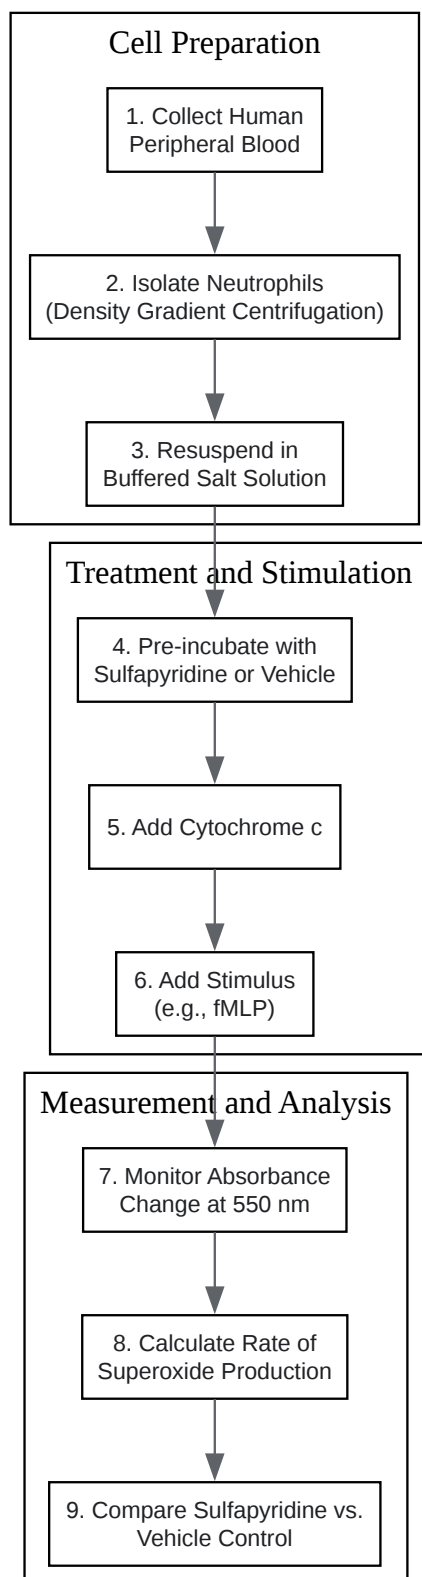 Cell Preparation
1. Collect Human
Peripheral Blood
2. Isolate Neutrophils
(Density Gradient Centrifugation)
3. Resuspend in
Buffered Salt Solution
Treatment and Stimulation
4. Pre-incubate with
Sulfapyridine or Vehicle
5. Add Cytochrome c
6. Add Stimulus
(e.g., fMLP)
Measurement and Analysis
7. Monitor Absorbance
Change at 550 nm
8. Calculate Rate of
Superoxide Production
9. Compare Sulfapyridine vs.
Vehicle Control